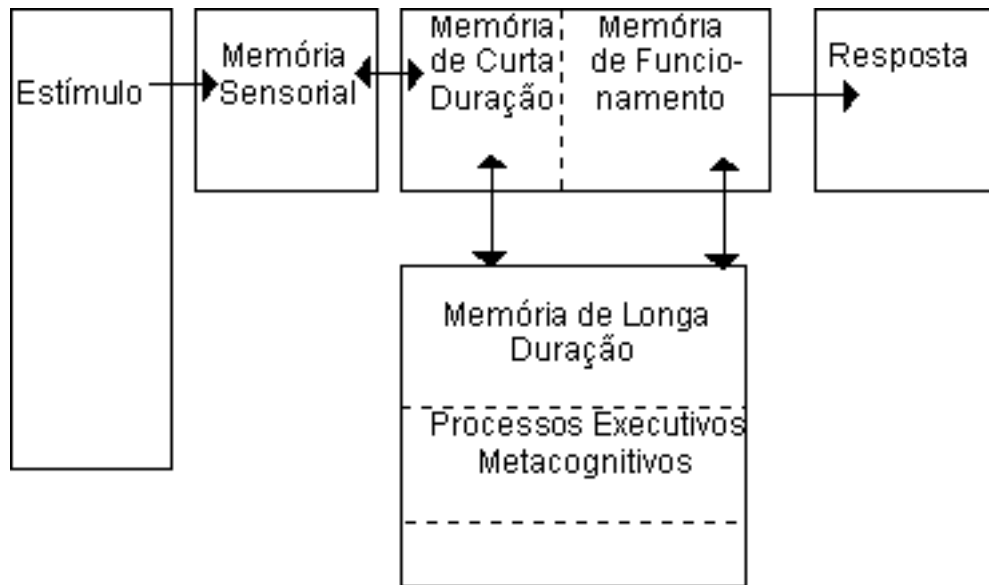 Estímulo
Memória
Sensorial
Memória
de Curta
Duração
Memória
de Funcio-
namento
Resposta
Memória de Longa
Duração
Processos Executivos
Metacognitivos